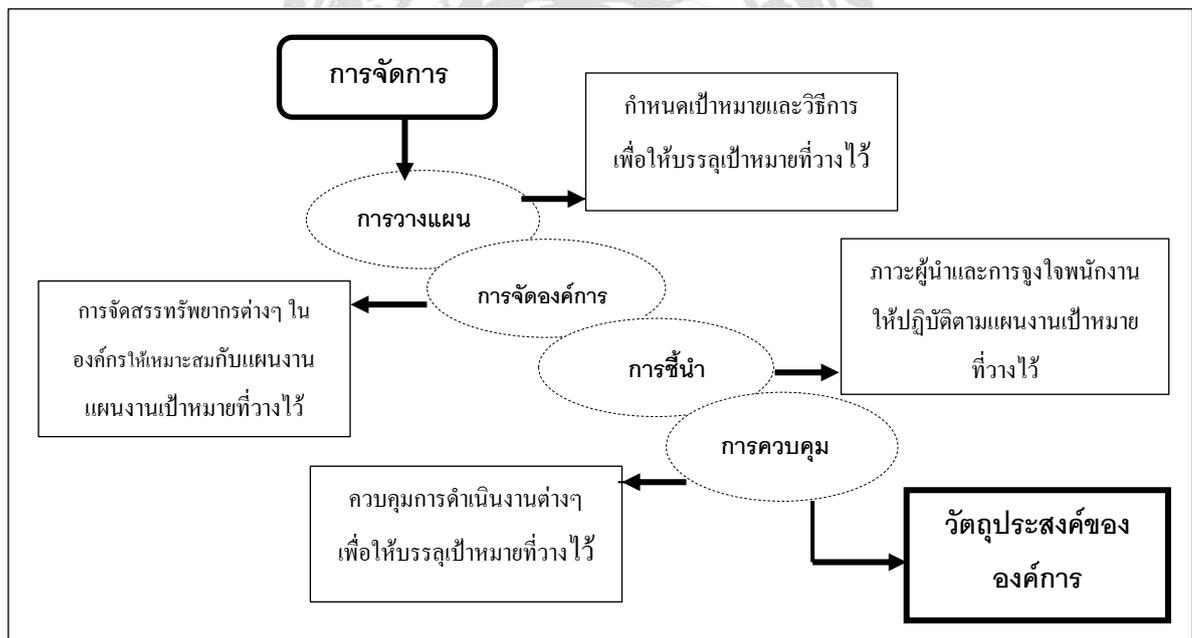 การจัดการ
กำหนดเป้าหมายและวิธีการ
เพื่อให้บรรลุเป้าหมายที่วางไว้
การวางแผน
การจัดองค์การ
การจัดสรรทรัพยากรต่างๆ ใน
องค์กรให้เหมาะสมกับแผนงาน
แผนงานเป้าหมายที่วางไว้
ภาวะผู้นำและการจูงใจพนักงาน
ให้ปฏิบัติตามแผนงานเป้าหมาย
ที่วางไว้
การชี้นำ
การควบคุม
ควบคุมการดำเนินงานต่างๆ
เพื่อให้บรรลุเป้าหมายที่วางไว้
วัตถุประสงค์ของ
องค์การ